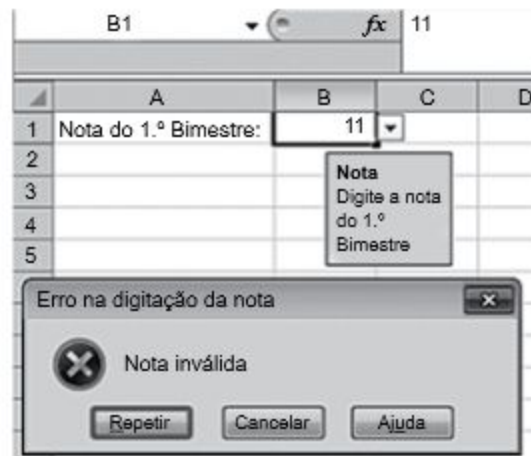 B1 fx 11
A B C D
1 Nota do 1.º Bimestre: 11
2
3
4
5
Nota
Digite a nota
do 1.º
Bimestre
Erro na digitação da nota
Nota inválida
Repetir Cancelar Ajuda